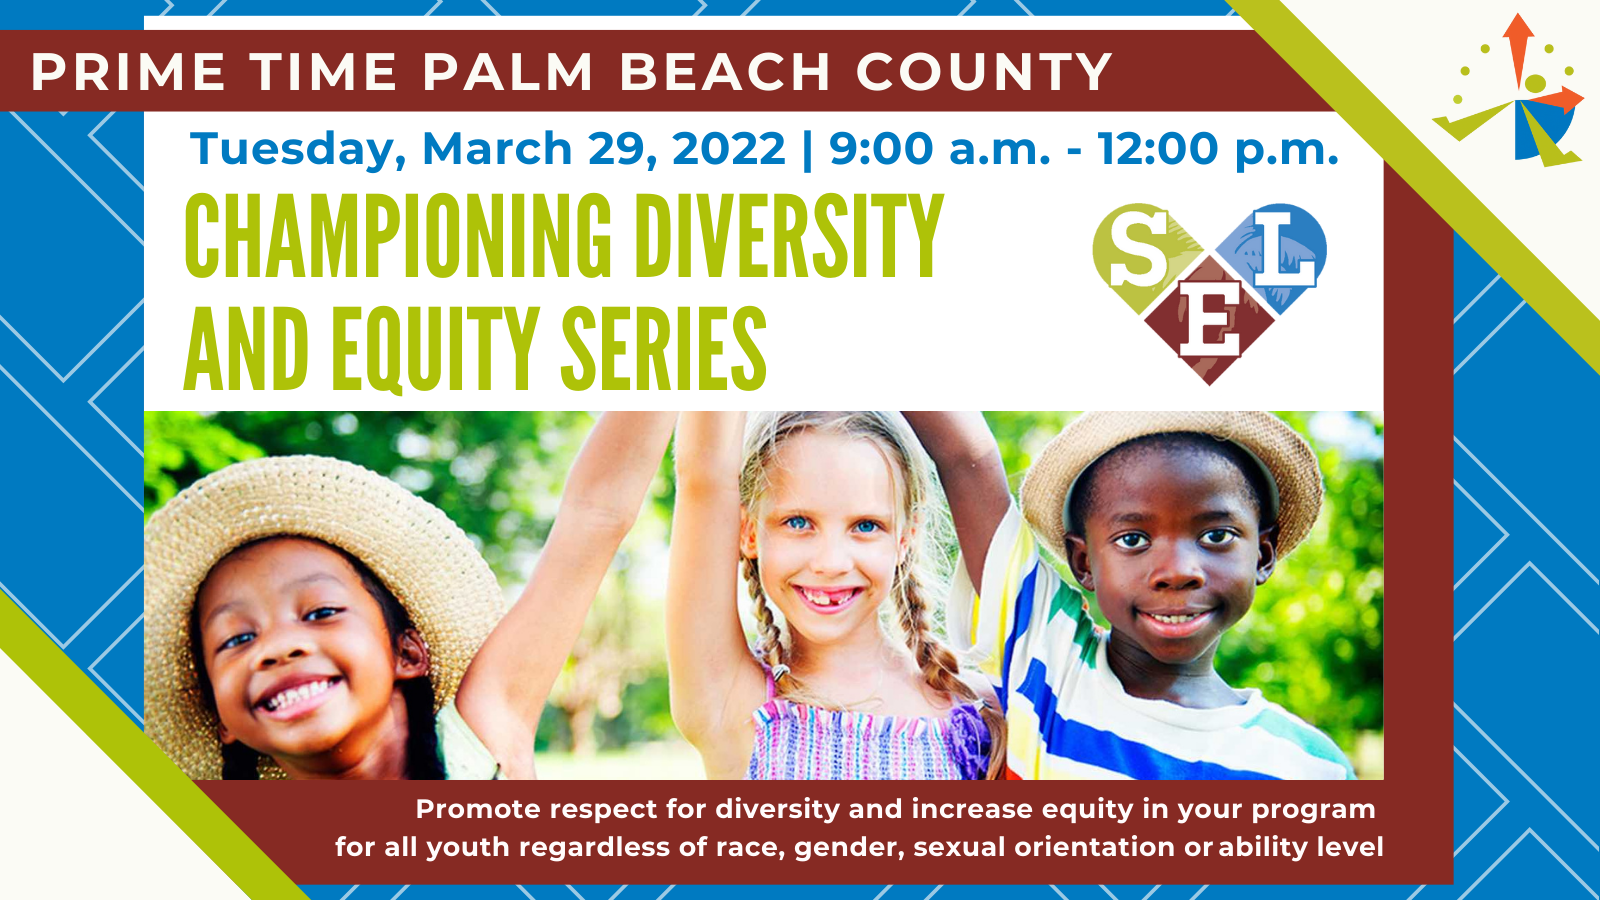 PRIME TIME PALM BEACH COUNTY
Tuesday, March 29, 2022 | 9:00 a.m. - 12:00 p.m.
CHAMPIONING DIVERSITY
AND EQUITY SERIES
S E L
Promote respect for diversity and increase equity in your program
for all youth regardless of race, gender, sexual orientation or ability level